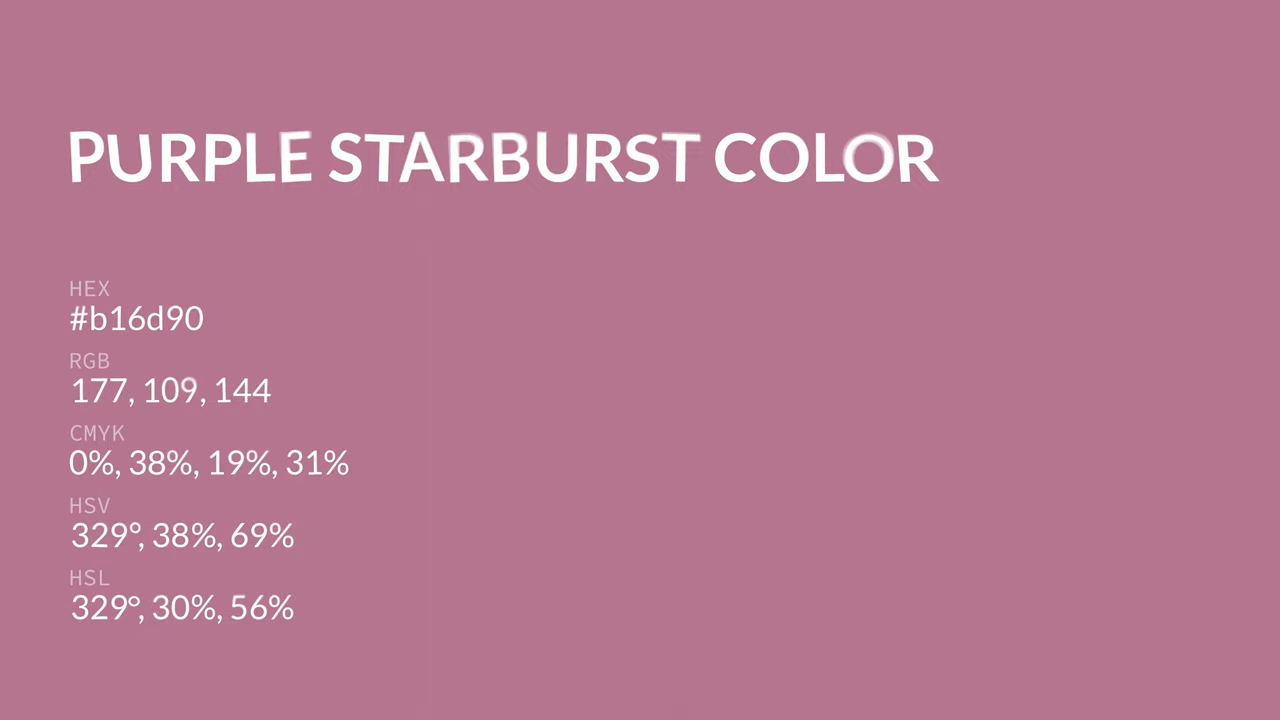 PURPLE STARBURST COLOR
HEX
#b16d90
RGB
177, 109, 144
CMYK
0%, 38%, 19%, 31%
HSV
329°, 38%, 69%
HSL
329°, 30%, 56%